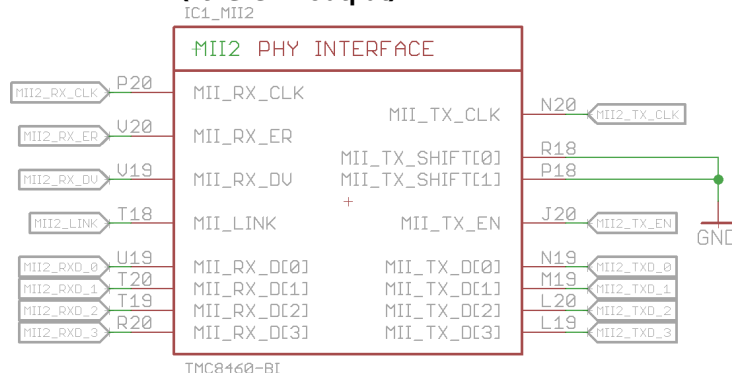 IC1_MII2
MII2 PHY INTERFACE
MII2_RX_CLK P20 MII_RX_CLK
MII_TX_CLK N20 MII2_TX_CLK
MII2_RX_ER V20 MII_RX_ER
MII_TX_SHIFT[0] R18
MII2_RX_DV V19 MII_RX_DV
MII_TX_SHIFT[1] P18
MII2_LINK T18 MII_LINK
MII_TX_EN J20 MII2_TX_EN
GND
MII2_RXD_0 U19 MII_RX_D[0] MII_TX_D[0] N19 MII2_TXD_0
MII2_RXD_1 T20 MII_RX_D[1] MII_TX_D[1] M19 MII2_TXD_1
MII2_RXD_2 T19 MII_RX_D[2] MII_TX_D[2] L20 MII2_TXD_2
MII2_RXD_3 R20 MII_RX_D[3] MII_TX_D[3] L19 MII2_TXD_3
TMC8460-BI